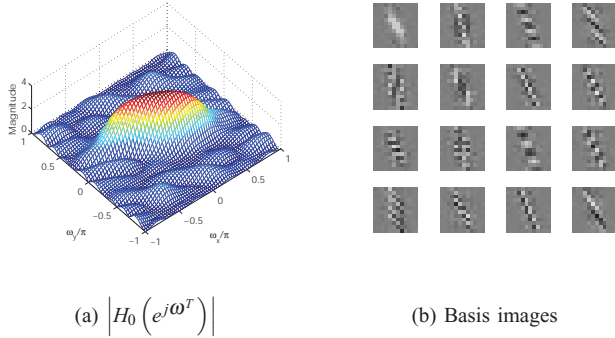 4
2
0
Magnitude
1
0.5
0
−0.5
−1
ω_y/π
−1
−0.5
0
0.5
1
ω_x/π
(a) |H_0 (e^{jω^T})|
(b) Basis images